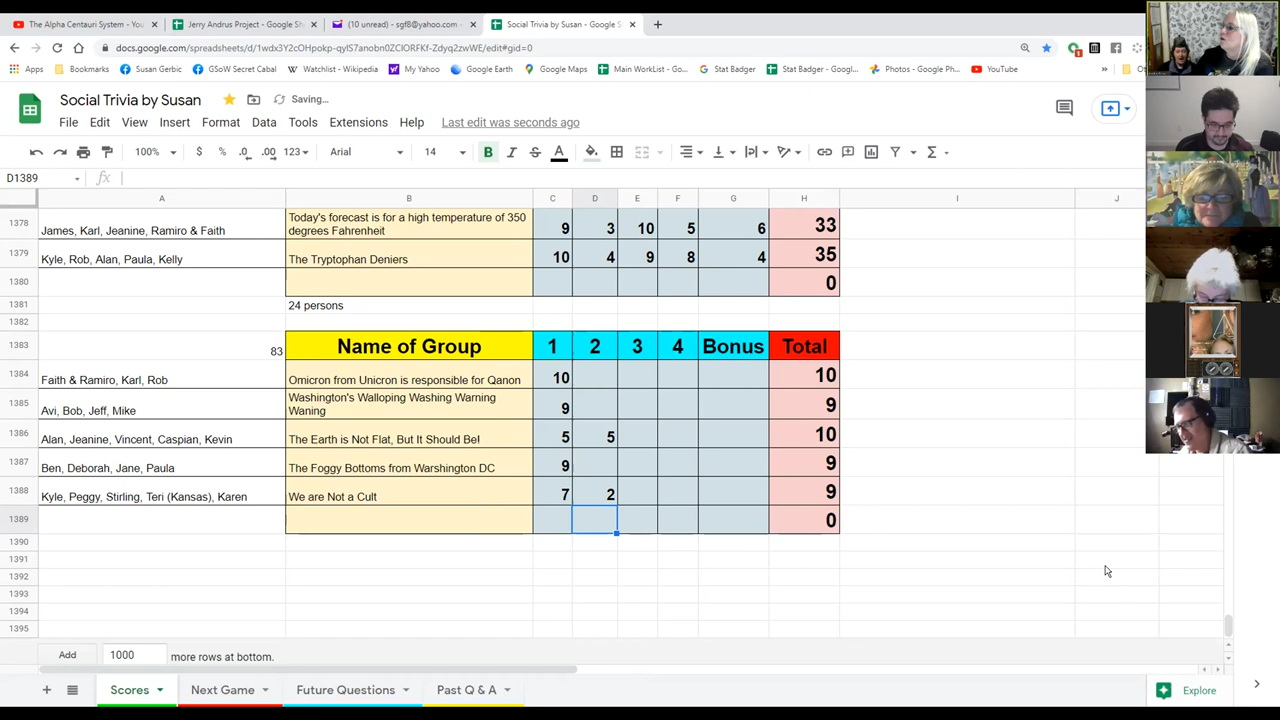 The Alpha Centauri System - You
Jerry Andrus Project - Google Sh
(10 unread) - sgf8@yahoo.com -
Social Trivia by Susan - Google S
Apps
Bookmarks
Susan Gerbic
GSoW Secret Cabal
Watchlist - Wikipedia
My Yahoo
Google Earth
Google Maps
Main WorkList - Go...
Stat Badger
Stat Badger - Googl...
Photos - Google Ph...
YouTube
Social Trivia by Susan
Saving...
File Edit View Insert Format Data Tools Extensions Help Last edit was seconds ago
100% $ % .0 .00 123 Arial 14 B I S A
D1389 fx
A B C D E F G H I J
1378 James, Karl, Jeanine, Ramiro & Faith
Today's forecast is for a high temperature of 350
degrees Fahrenheit
9 3 10 5 6 33
1379 Kyle, Rob, Alan, Paula, Kelly The Tryptophan Deniers 10 4 9 8 4 35
1380 0
1381 24 persons
1382
1383 83 Name of Group 1 2 3 4 Bonus Total
1384 Faith & Ramiro, Karl, Rob Omicron from Unicron is responsible for Qanon 10 10
1385 Avi, Bob, Jeff, Mike
Washington's Walloping Washing Warning
Waning
9 9
1386 Alan, Jeanine, Vincent, Caspian, Kevin The Earth is Not Flat, But It Should Be! 5 5 10
1387 Ben, Deborah, Jane, Paula The Foggy Bottoms from Warshington DC 9 9
1388 Kyle, Peggy, Stirling, Teri (Kansas), Karen We are Not a Cult 7 2 9
1389 0
1390
1391
1392
1393
1394
1395
Add 1000 more rows at bottom.
Scores Next Game Future Questions Past Q & A
Explore